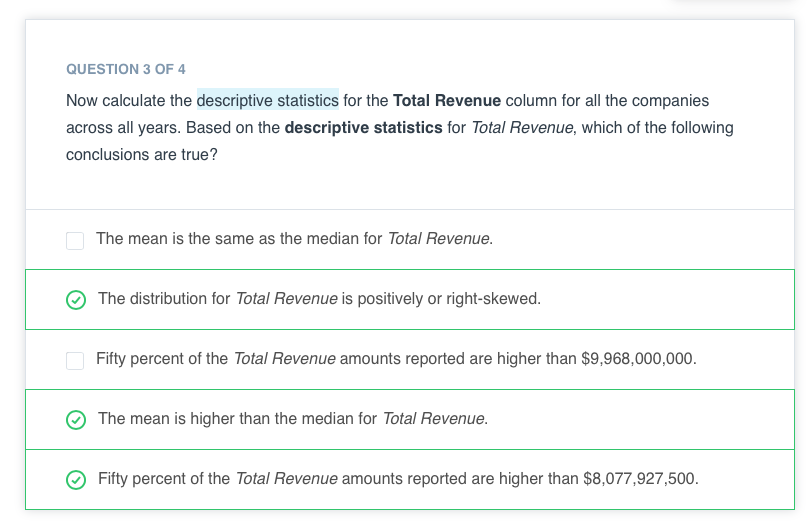 QUESTION 3 OF 4
Now calculate the descriptive statistics for the Total Revenue column for all the companies
across all years. Based on the descriptive statistics for Total Revenue, which of the following
conclusions are true?
The mean is the same as the median for Total Revenue.
The distribution for Total Revenue is positively or right-skewed.
Fifty percent of the Total Revenue amounts reported are higher than $9,968,000,000.
The mean is higher than the median for Total Revenue.
Fifty percent of the Total Revenue amounts reported are higher than $8,077,927,500.